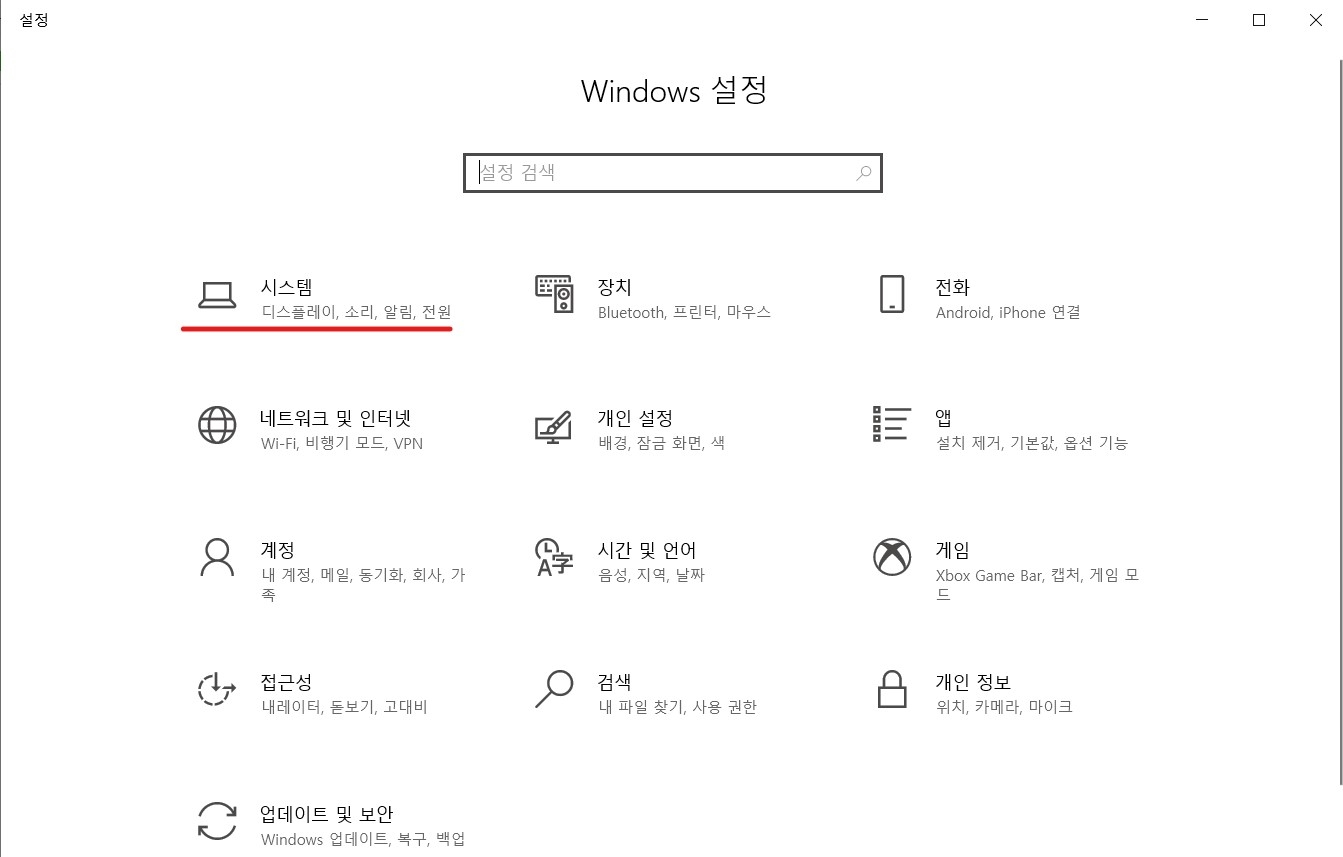 설정
Windows 설정
설정 검색
시스템
디스플레이, 소리, 알림, 전원
장치
Bluetooth, 프린터, 마우스
전화
Android, iPhone 연결
네트워크 및 인터넷
Wi-Fi, 비행기 모드, VPN
개인 설정
배경, 잠금 화면, 색
앱
설치 제거, 기본값, 옵션 기능
계정
내 계정, 메일, 동기화, 회사, 가
족
시간 및 언어
음성, 지역, 날짜
게임
Xbox Game Bar, 캡처, 게임 모
드
접근성
내레이터, 돋보기, 고대비
검색
내 파일 찾기, 사용 권한
개인 정보
위치, 카메라, 마이크
업데이트 및 보안
Windows 업데이트, 복구, 백업